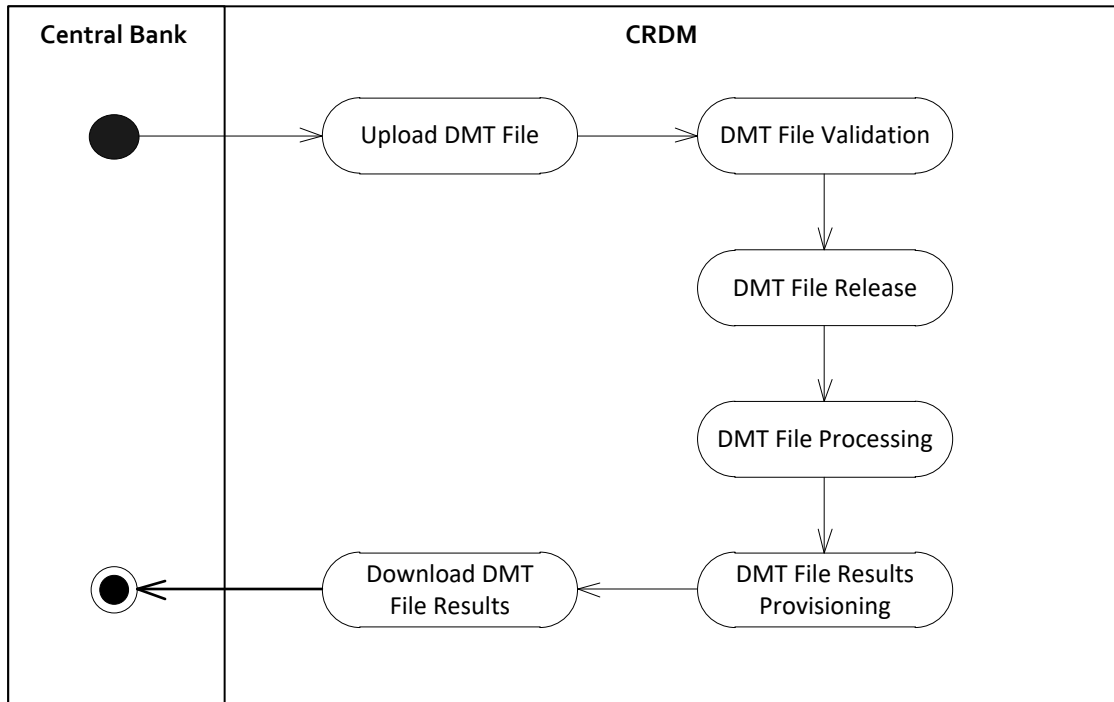 Central Bank
CRDM
Upload DMT File
DMT File Validation
DMT File Release
DMT File Processing
Download DMT
File Results
DMT File Results
Provisioning